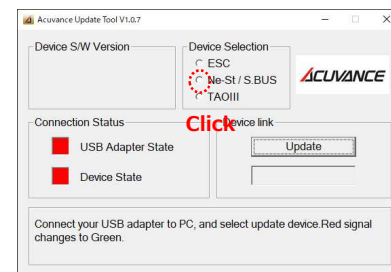 Acuvance Update Tool V1.0.7
Device S/W Version
Device Selection
ESC
Ne-St / S.BUS
TAOIII
ACUVANCE
Click
Connection Status
USB Adapter State
Device State
Device link
Update
Connect your USB adapter to PC, and select update device.Red signal
changes to Green.